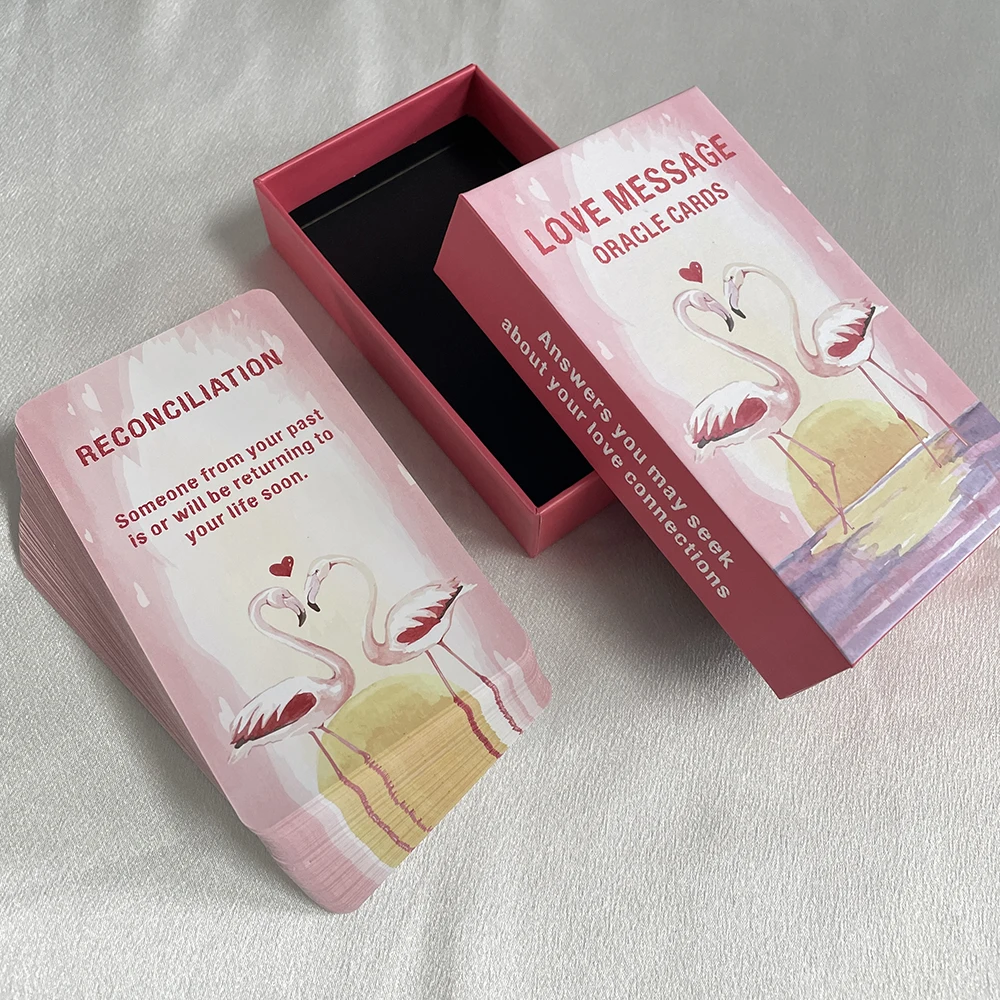 LOVE MESSAGE
ORACLE CARDS
Answers you may seek
about your love connections
RECONCILIATION
Someone from your past
is or will be returning to
your life soon.